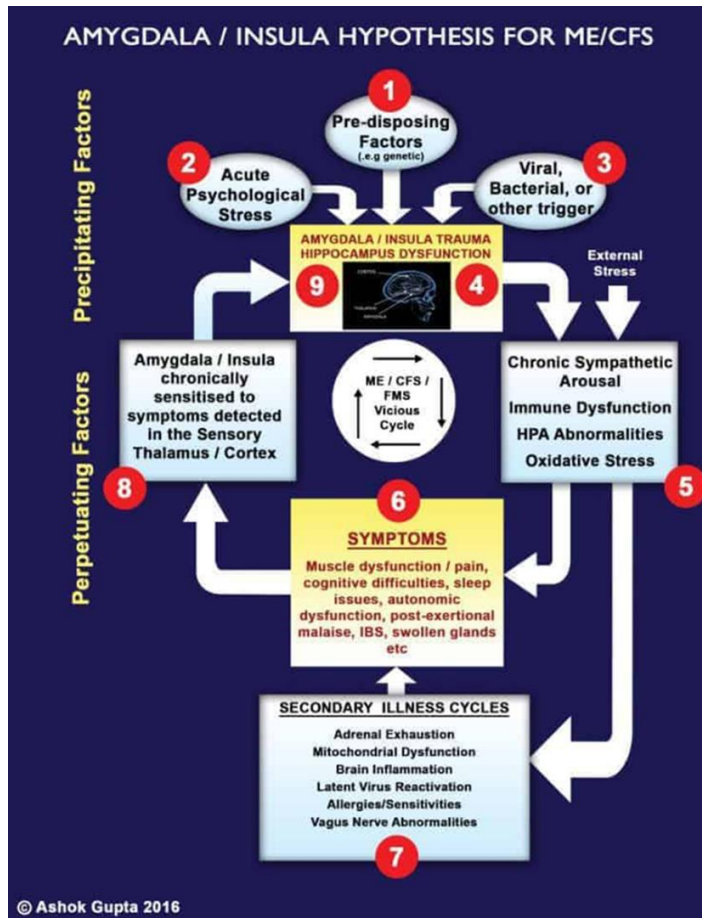 AMYGDALA / INSULA HYPOTHESIS FOR ME/CFS
Precipitating Factors
1
Pre-disposing
Factors
(.e.g genetic)
2
Acute
Psychological
Stress
3
Viral,
Bacterial, or
other trigger
AMYGDALA / INSULA TRAUMA
HIPPOCAMPUS DYSFUNCTION
9
4
CORTEX
THALAMUS
AMYGDALA
External
Stress
Perpetuating Factors
Amygdala / Insula
chronically
sensitised to
symptoms detected
in the Sensory
Thalamus / Cortex
8
ME / CFS /
FMS
Vicious
Cycle
Chronic Sympathetic
Arousal
Immune Dysfunction
HPA Abnormalities
Oxidative Stress
5
6
SYMPTOMS
Muscle dysfunction / pain,
cognitive difficulties, sleep
issues, autonomic
dysfunction, post-exertional
malaise, IBS, swollen glands
etc
SECONDARY ILLNESS CYCLES
Adrenal Exhaustion
Mitochondrial Dysfunction
Brain Inflammation
Latent Virus Reactivation
Allergies/Sensitivities
Vagus Nerve Abnormalities
7
© Ashok Gupta 2016